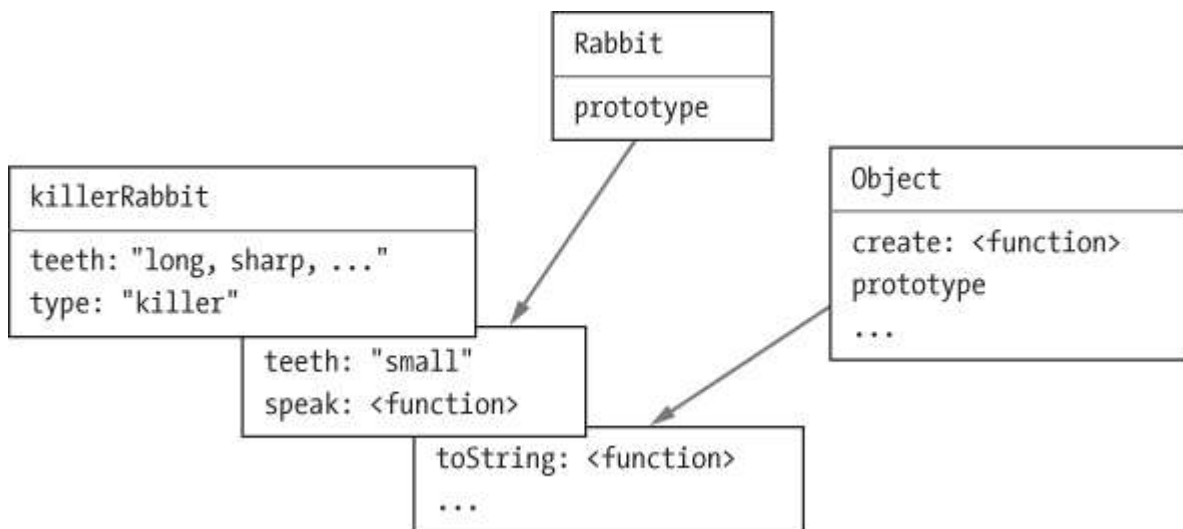 Rabbit
prototype
killerRabbit
teeth: "long, sharp, ..."
type: "killer"
Object
create: <function>
prototype
...
teeth: "small"
speak: <function>
toString: <function>
...